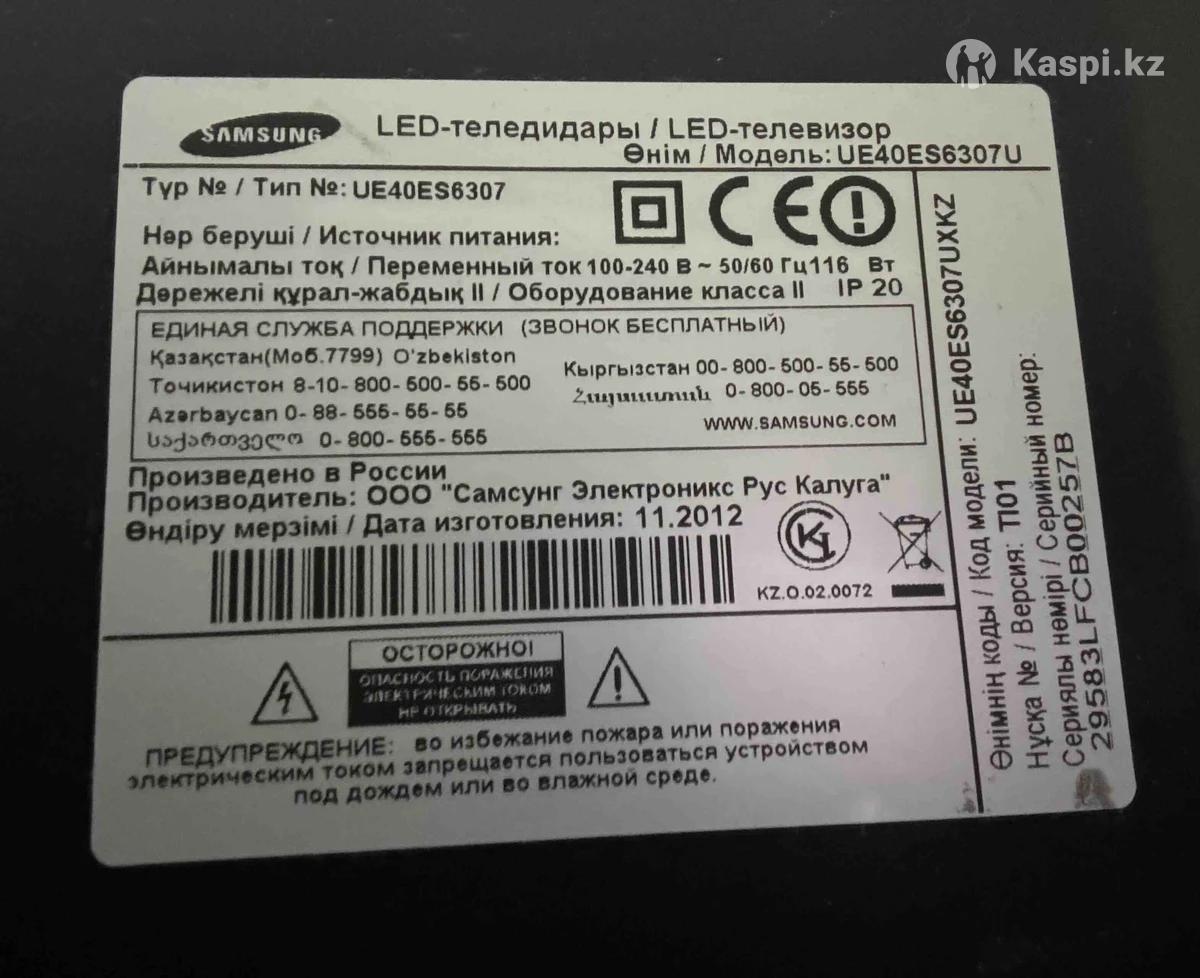 Kaspi.kz
SAMSUNG
LED-теледидары / LED-телевизор
Өнім / Модель: UE40ES6307U
Түр № / Тип №: UE40ES6307
CE
Нәр беруші / Источник питания:
Айнымалы тоқ / Переменный ток 100-240 В ~ 50/60 Гц 116 Вт
Дәрежелі құрал-жабдық II / Оборудование класса II IP 20
ЕДИНАЯ СЛУЖБА ПОДДЕРЖКИ (ЗВОНОК БЕСПЛАТНЫЙ)
Қазақстан(Моб.7799) O'zbekiston
Точикистон 8-10-800-500-55-500
Кыргызстан 00-800-500-55-500
Azərbaycan 0-88-555-55-55
Հայաստան 0-800-05-555
საქართველო 0-800-555-555
WWW.SAMSUNG.COM
Произведено в России
Производитель: ООО "Самсунг Электроникс Рус Калуга"
Өндіру мерзімі / Дата изготовления: 11.2012
KZ.O.02.0072
ОСТОРОЖНО!
ОПАСНОСТЬ ПОРАЖЕНИЯ
ЭЛЕКТРИЧЕСКИМ ТОКОМ
НЕ ОТКРЫВАТЬ
ПРЕДУПРЕЖДЕНИЕ: во избежание пожара или поражения
электрическим током запрещается пользоваться устройством
под дождем или во влажной среде.
Өнімнің коды / Код модели: UE40ES6307UXKZ
Нұсқа № / Версия: TI01
Сериялы нөмірі / Серийный номер:
29583LFCB00257B